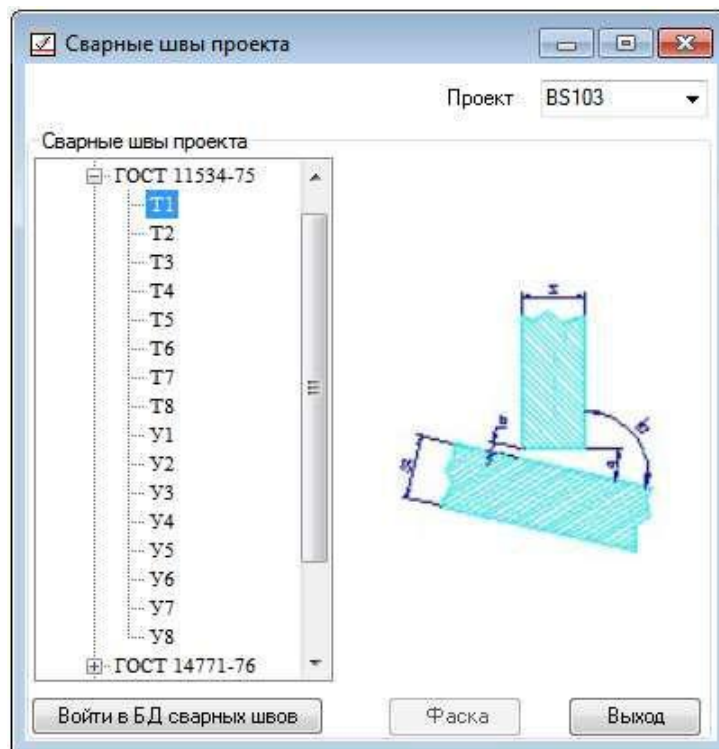 Сварные швы проекта
Проект BS103
Сварные швы проекта
ГОСТ 11534-75
Т1
Т2
Т3
Т4
Т5
Т6
Т7
Т8
У1
У2
У3
У4
У5
У6
У7
У8
ГОСТ 14771-76
Войти в БД сварных швов Фаска Выход